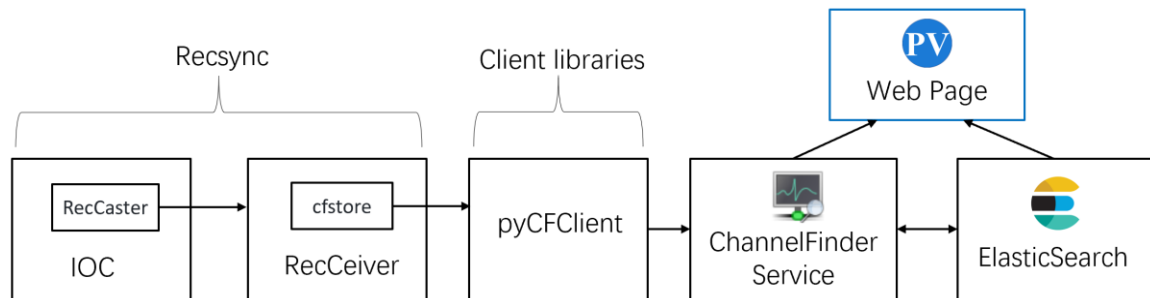 Recsync
Client libraries
PV
Web Page
RecCaster
IOC
cfstore
RecCeiver
pyCFClient
ChannelFinder
Service
ElasticSearch